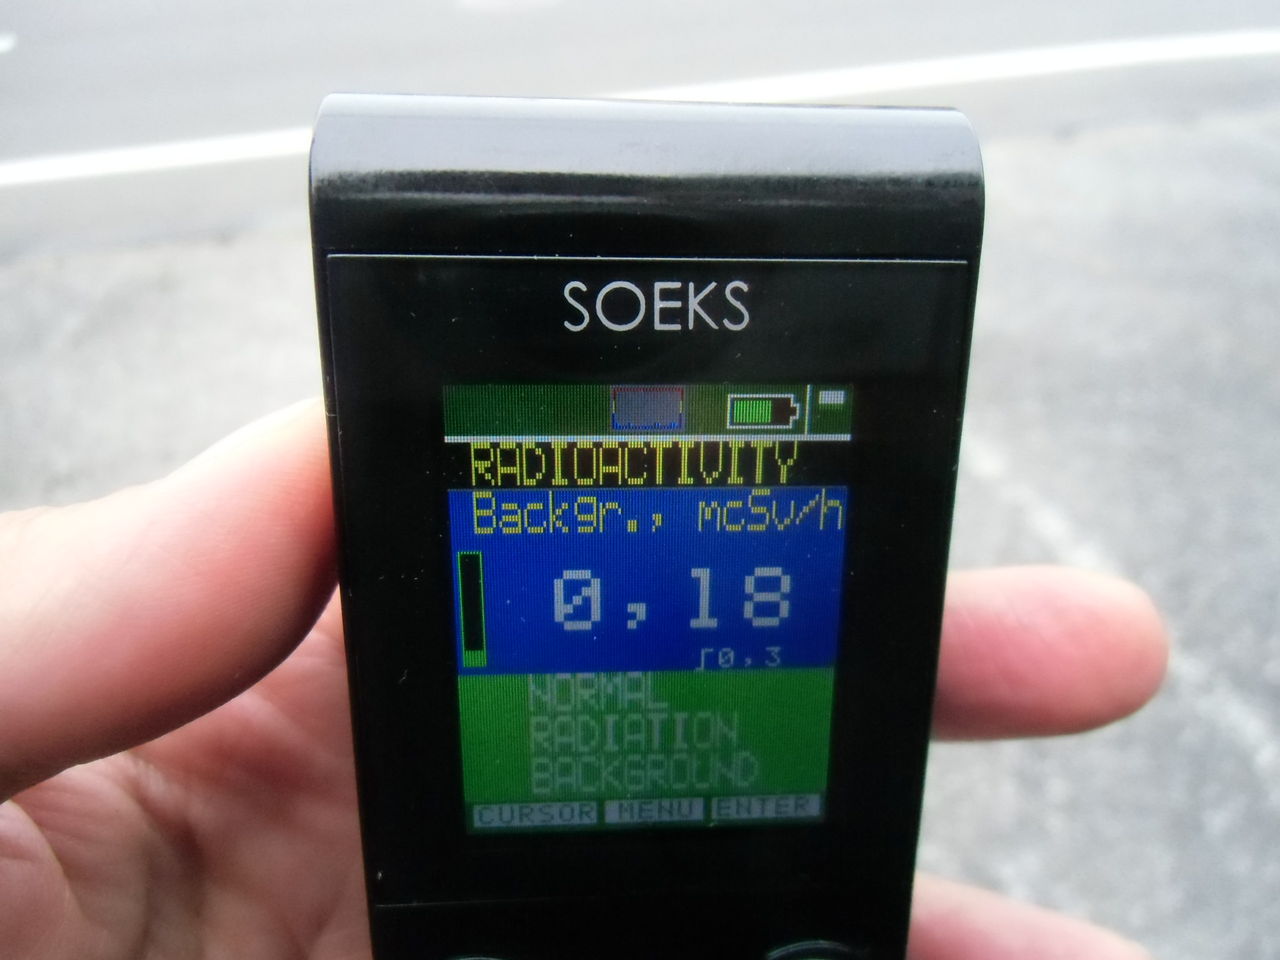 SOEKS
RADIOACTIVITY
Backgr., mcSv/h
0,18
⎍0,3
NORMAL
RADIATION
BACKGROUND
CURSOR MENU ENTER